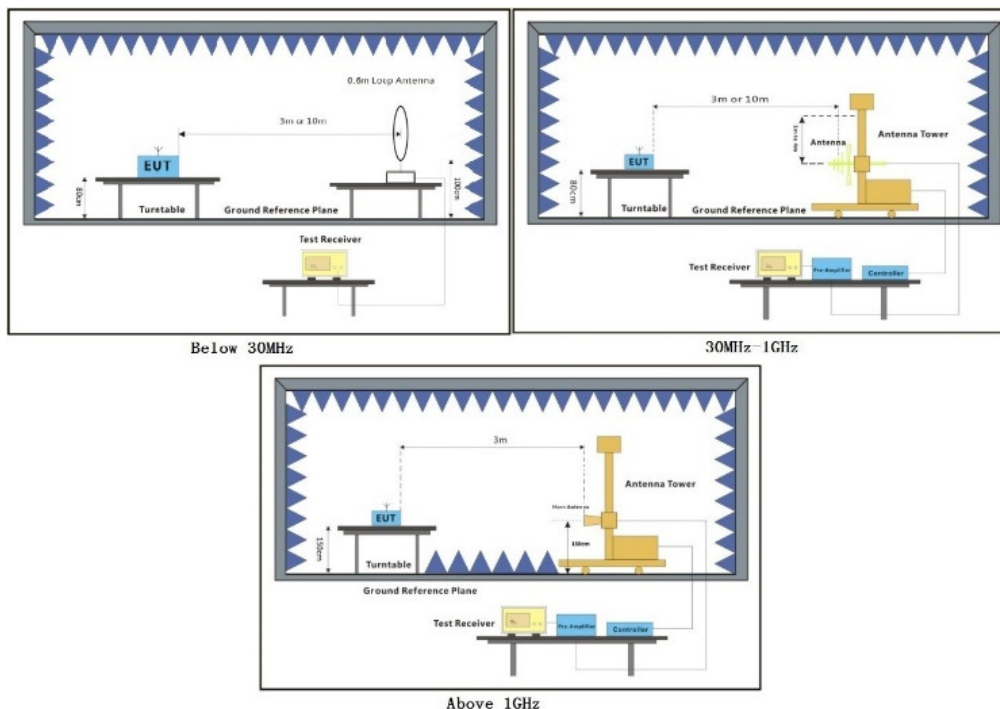 0.6m Loop Antenna
3m or 10m
EUT
80cm
100cm
Turntable
Ground Reference Plane
Test Receiver
Below 30MHz
3m or 10m
Antenna Tower
Antenna
EUT
80cm
Turntable
Ground Reference Plane
Test Receiver
Pre-Amplifier
Controller
30MHz-1GHz
3m
Antenna Tower
Horn Antenna
EUT
150cm
150cm
Turntable
Ground Reference Plane
Test Receiver
Pre-Amplifier
Controller
Above 1GHz